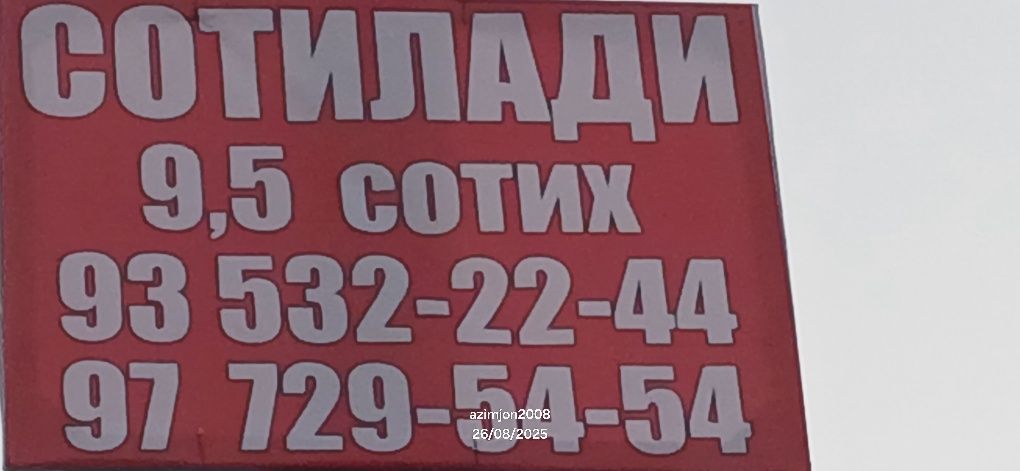 СОТИЛАДИ
9,5 сотих
93 532-22-44
97 729-54-54
azimjon2008
26/08/2025